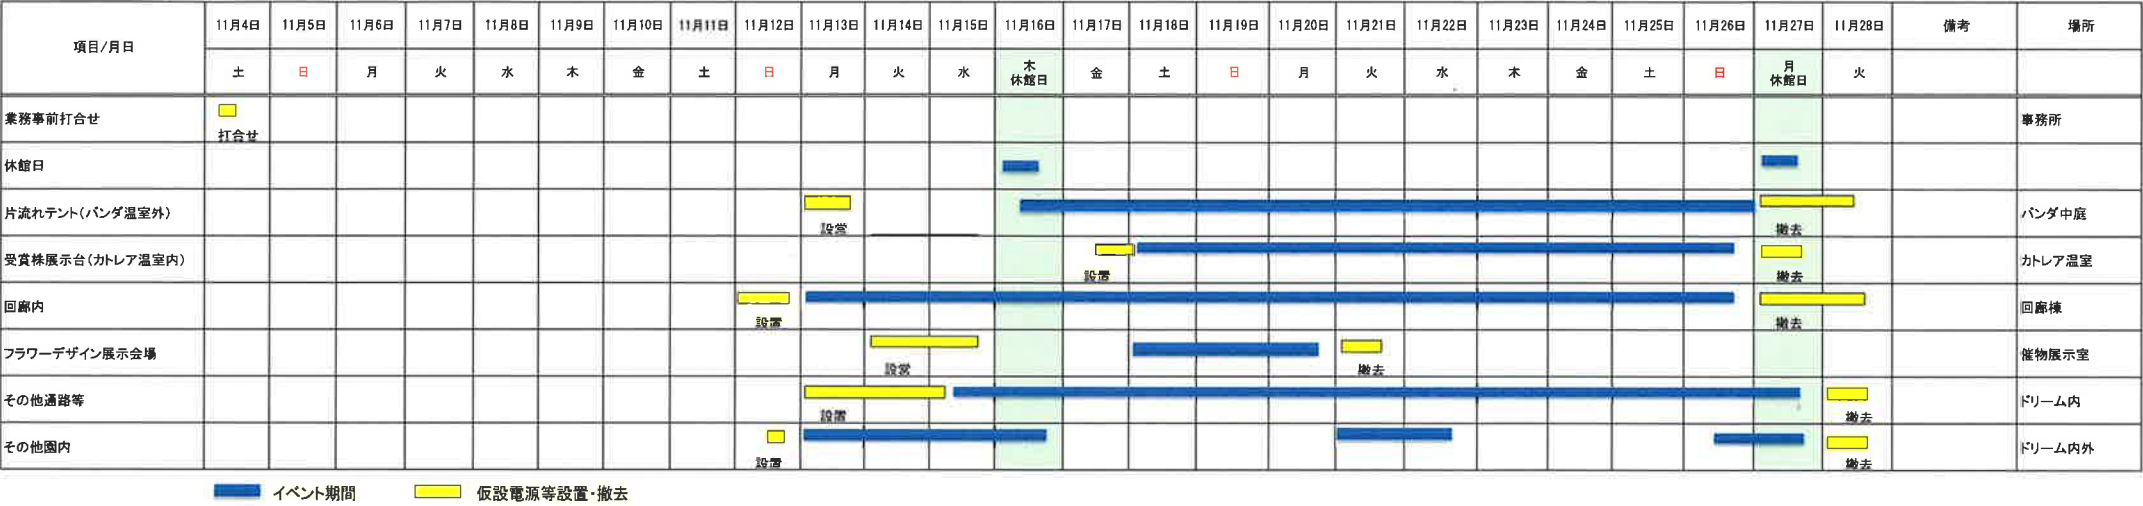 項目/月日 11月4日 11月5日 11月6日 11月7日 11月8日 11月9日 11月10日 11月11日 11月12日 11月13日 11月14日 11月15日 11月16日 11月17日 11月18日 11月19日 11月20日 11月21日 11月22日 11月23日 11月24日 11月25日 11月26日 11月27日 11月28日 備考 場所
土 日 月 火 水 木 金 土 日 月 火 水 木 金 土 日 月 火 水 木 金 土 日 月 火
休館日 休館日
業務事前打合せ 事務所
打合せ
休館日
片流れテント(バンダ温室外) バンダ中庭
設営 撤去
受賞株展示台(カトレア温室内) カトレア温室
設置 撤去
回廊内 回廊棟
設置 撤去
フラワーデザイン展示会場 催物展示室
設営 撤去
その他通路等 ドリーム内
設置 撤去
その他園内 ドリーム内外
設置 撤去
イベント期間 仮設電源等設置・撤去